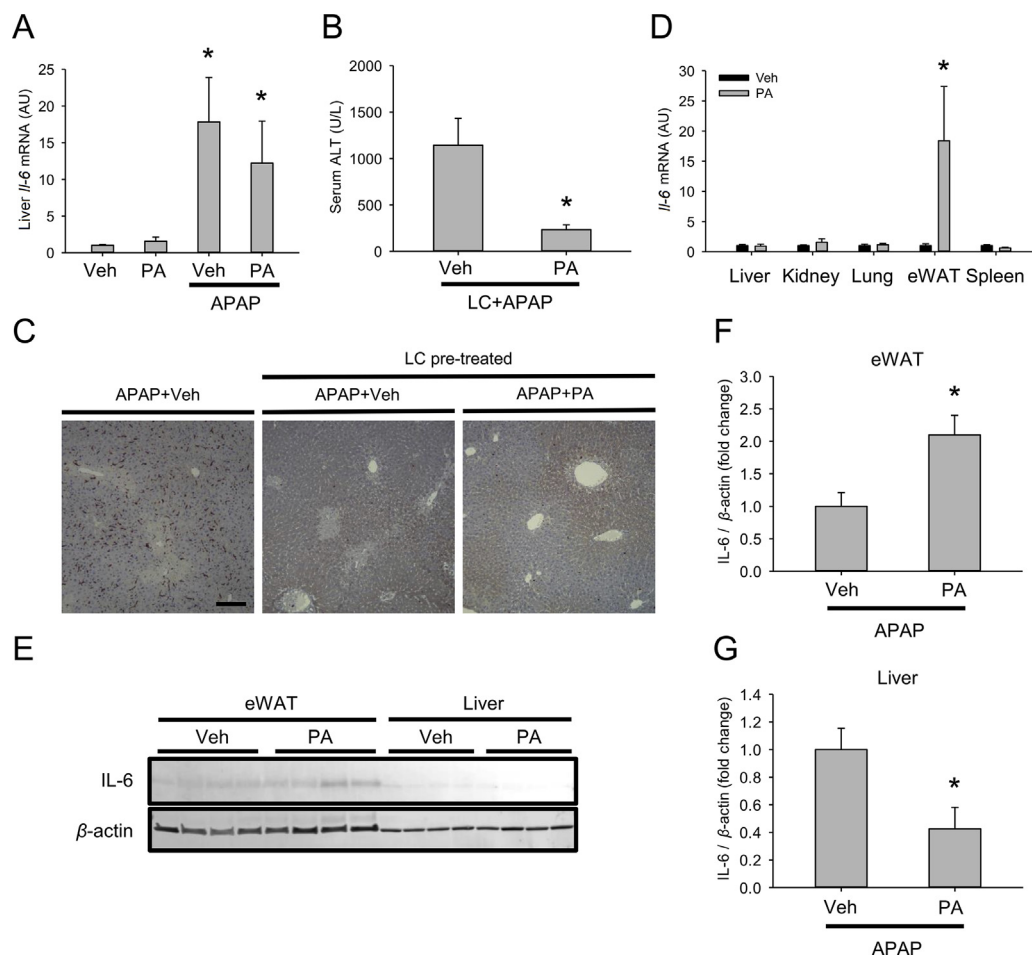 A
Liver Il-6 mRNA (AU)
25
20
15
10
5
0
*
*
Veh PA Veh PA
APAP
B
Serum ALT (U/L)
2000
1500
1000
500
0
*
Veh PA
LC+APAP
D
Il-6 mRNA (AU)
30
25
20
15
10
5
0
Veh
PA
*
Liver Kidney Lung eWAT Spleen
C
LC pre-treated
APAP+Veh APAP+Veh APAP+PA
F
eWAT
IL-6 / β-actin (fold change)
3.0
2.5
2.0
1.5
1.0
0.5
0.0
*
Veh PA
APAP
E
eWAT Liver
Veh PA Veh PA
IL-6
β-actin
G
Liver
IL-6 / β-actin (fold change)
1.4
1.2
1.0
0.8
0.6
0.4
0.2
0.0
*
Veh PA
APAP